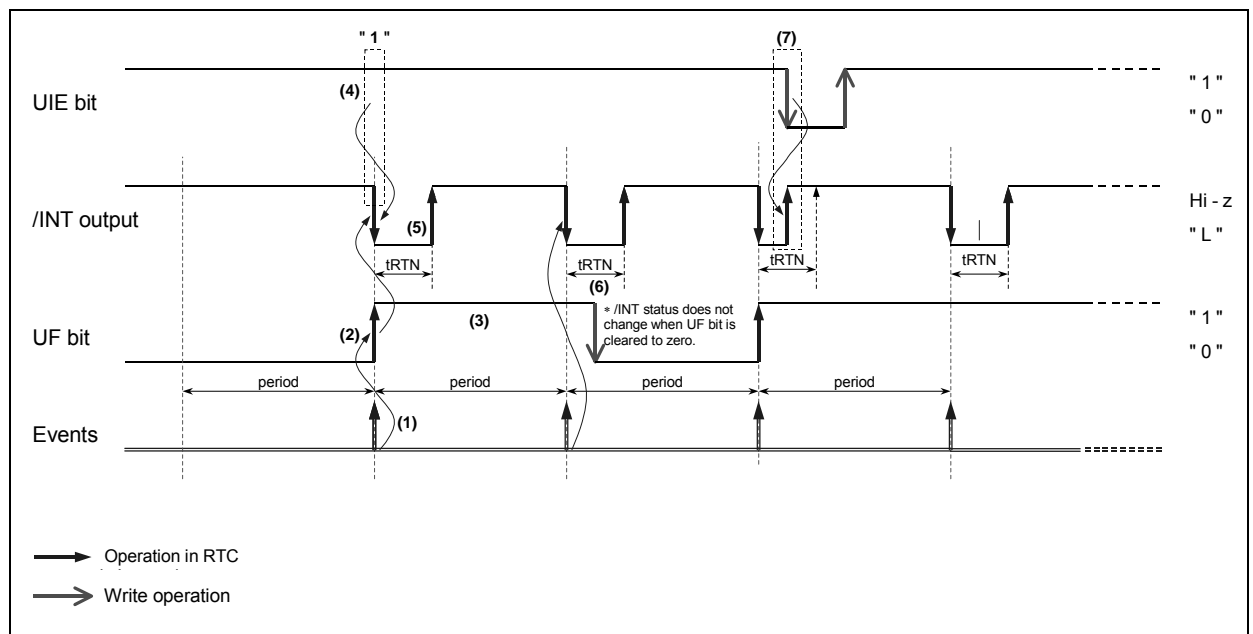 " 1 "
(7)
UIE bit
(4)
" 1 "
" 0 "
/INT output
(5)
Hi - z
" L "
tRTN
tRTN
tRTN
tRTN
(6)
* /INT status does not
change when UF bit is
cleared to zero.
UF bit
(2)
(3)
" 1 "
" 0 "
period
period
period
period
Events
(1)
Operation in RTC
Write operation